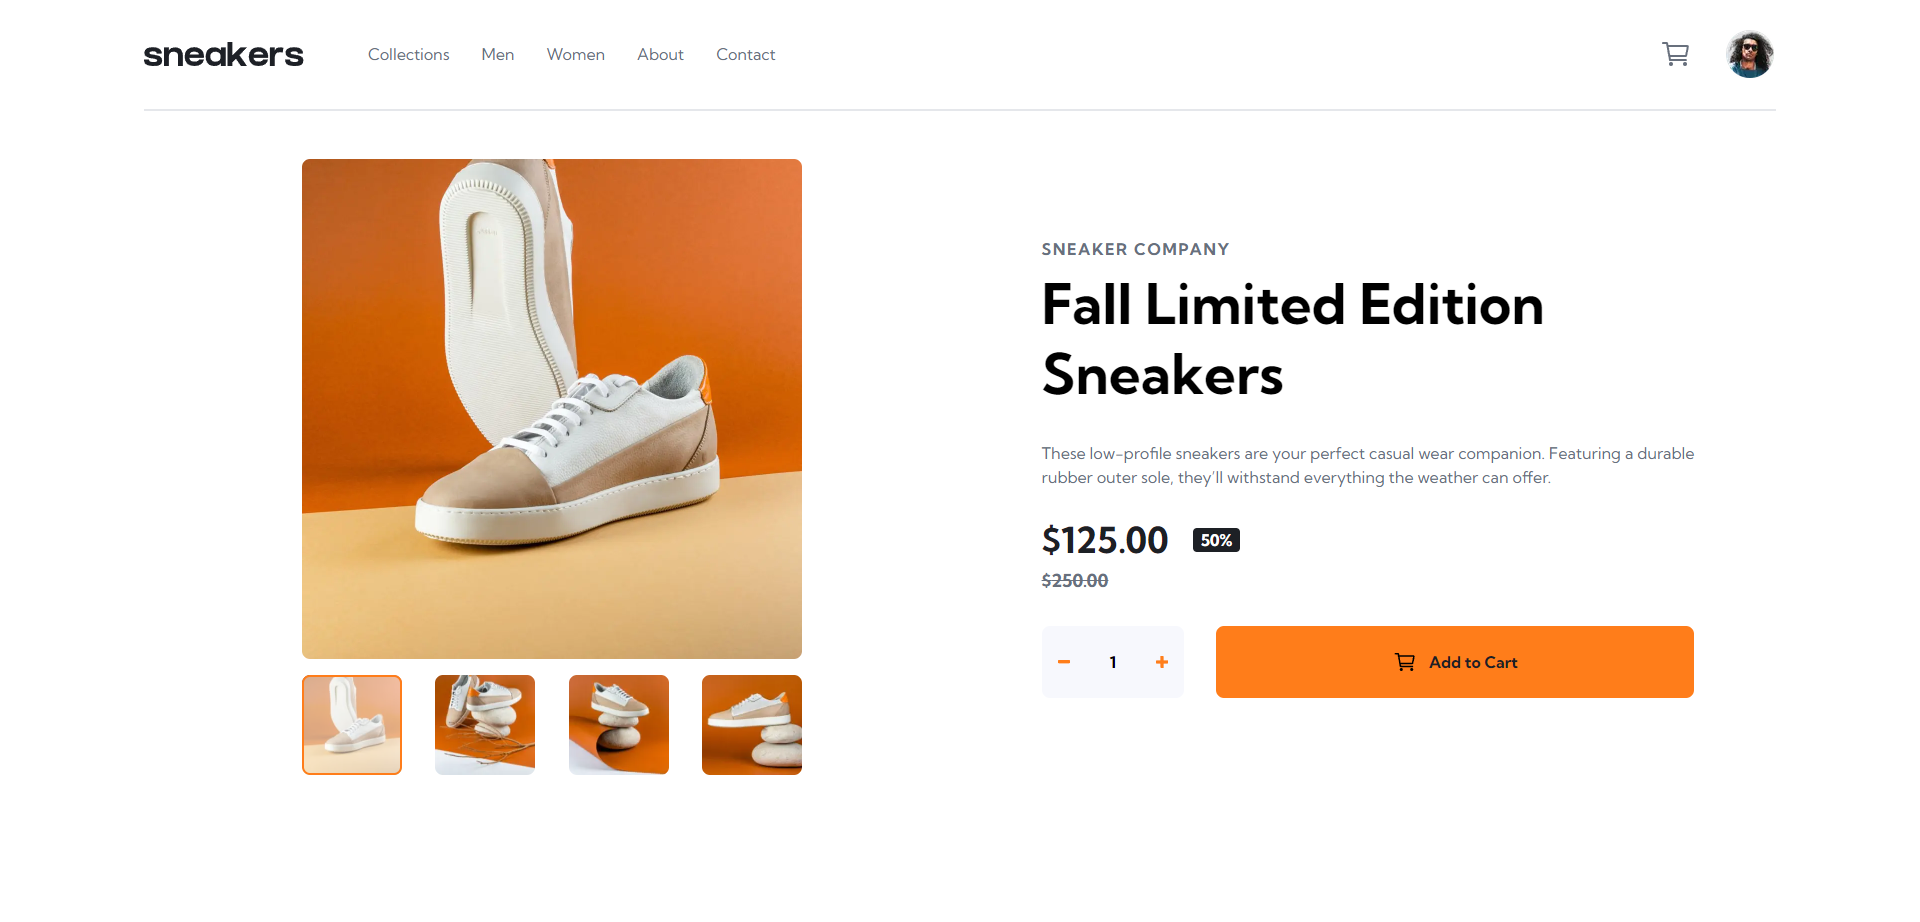 sneakers
Collections Men Women About Contact
SNEAKER COMPANY
Fall Limited Edition
Sneakers
These low-profile sneakers are your perfect casual wear companion. Featuring a durable
rubber outer sole, they’ll withstand everything the weather can offer.
$125.00 50%
$250.00
1
Add to Cart